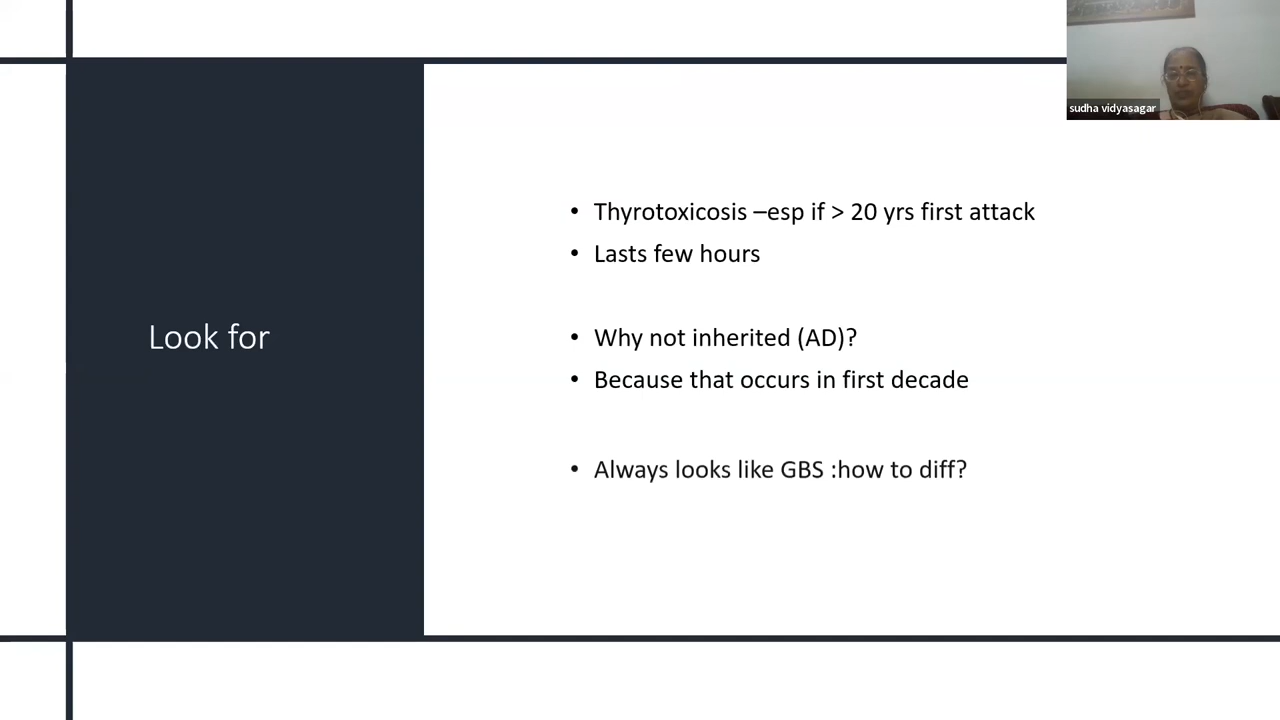 sudha vidyasagar
Look for
• Thyrotoxicosis –esp if > 20 yrs first attack
• Lasts few hours
• Why not inherited (AD)?
• Because that occurs in first decade
• Always looks like GBS :how to diff?